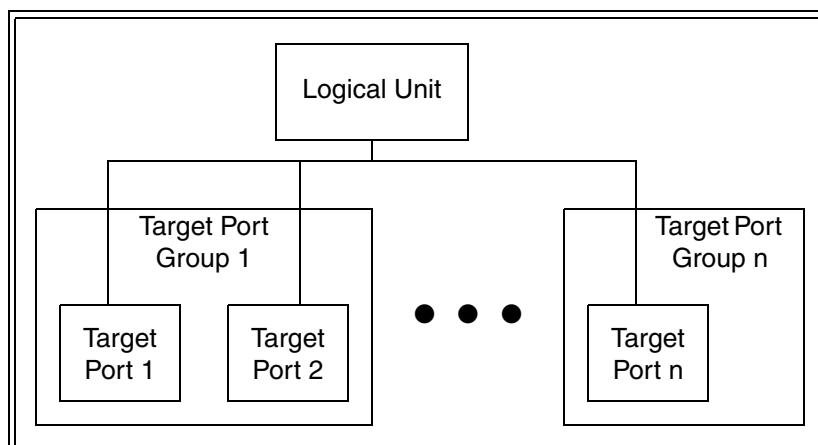 Logical Unit
Target Port
Group 1
Target Port
Group n
Target
Port 1
Target
Port 2
Target
Port n